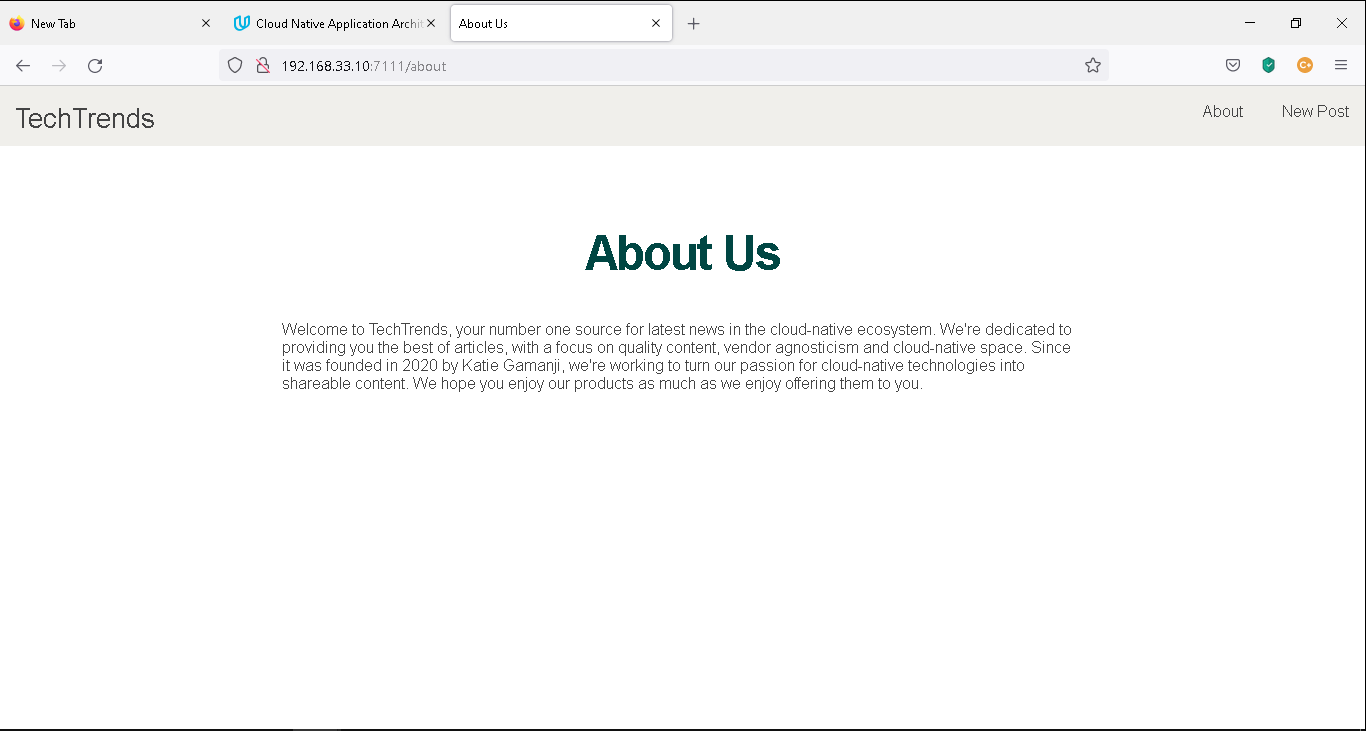 New Tab
Cloud Native Application Archit
About Us
192.168.33.10:7111/about
TechTrends
About
New Post
About Us
Welcome to TechTrends, your number one source for latest news in the cloud-native ecosystem. We're dedicated to
providing you the best of articles, with a focus on quality content, vendor agnosticism and cloud-native space. Since
it was founded in 2020 by Katie Gamanji, we're working to turn our passion for cloud-native technologies into
shareable content. We hope you enjoy our products as much as we enjoy offering them to you.